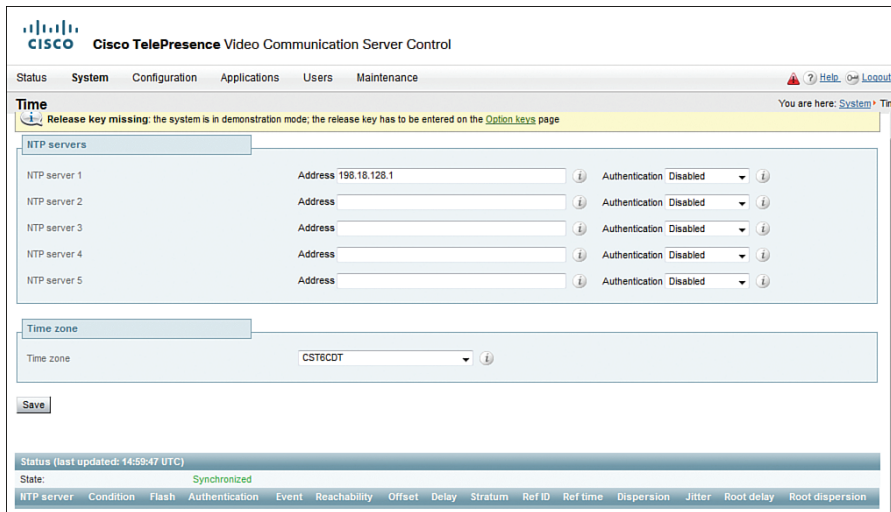 CISCO Cisco TelePresence Video Communication Server Control
Status System Configuration Applications Users Maintenance Help Logout
Time You are here: System
Release key missing: the system is in demonstration mode; the release key has to be entered on the Option keys page
NTP servers
NTP server 1 Address 198.18.128.1 i Authentication Disabled i
NTP server 2 Address i Authentication Disabled i
NTP server 3 Address i Authentication Disabled i
NTP server 4 Address i Authentication Disabled i
NTP server 5 Address i Authentication Disabled i
Time zone
Time zone CST6CDT i
Save
Status (last updated: 14:59:47 UTC)
State: Synchronized
NTP server Condition Flash Authentication Event Reachability Offset Delay Stratum Ref ID Ref time Dispersion Jitter Root delay Root dispersion